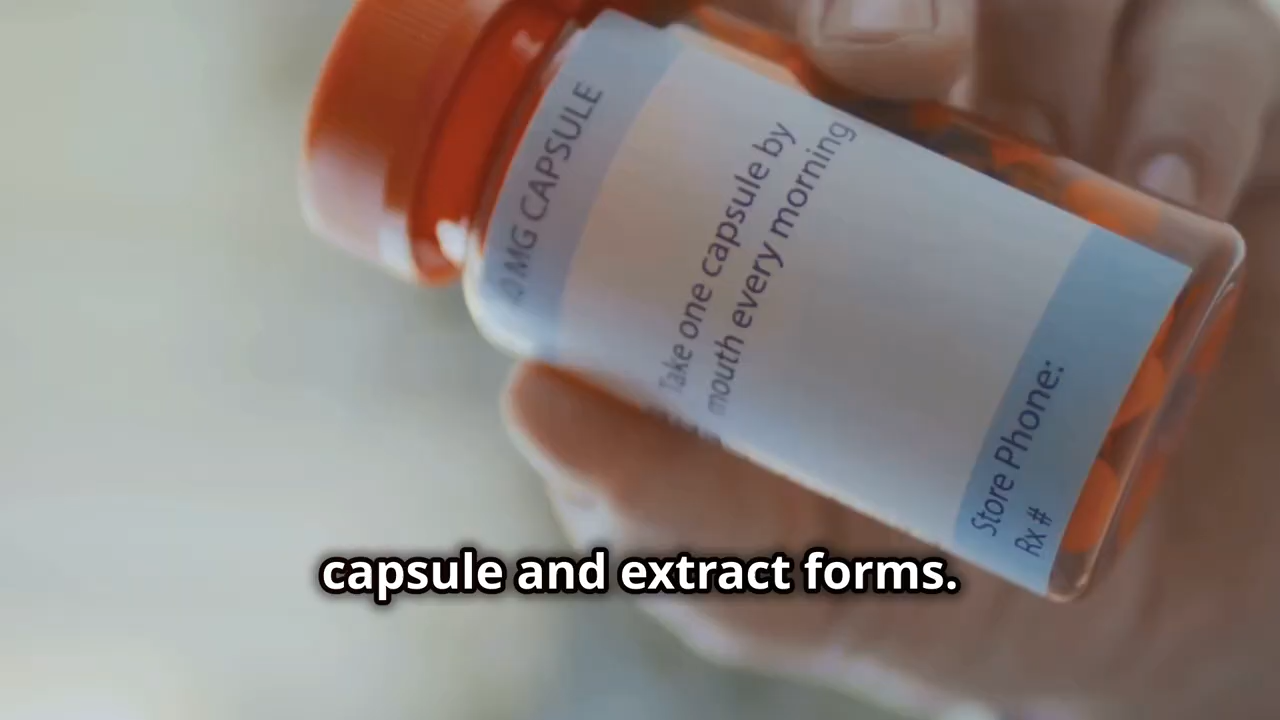 MG CAPSULE
Take one capsule by
mouth every morning
Store Phone:
Rx #
capsule and extract forms.